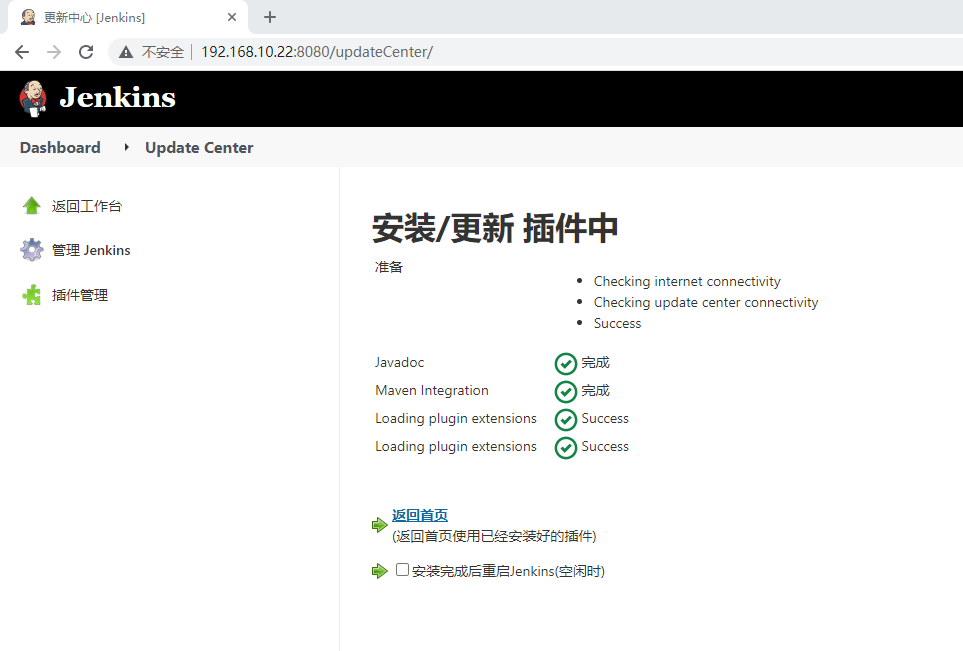 更新中心 [Jenkins]
不安全 192.168.10.22:8080/updateCenter/
Jenkins
Dashboard Update Center
返回工作台
管理 Jenkins
插件管理
安装/更新 插件中
准备
Checking internet connectivity
Checking update center connectivity
Success
Javadoc 完成
Maven Integration 完成
Loading plugin extensions Success
Loading plugin extensions Success
返回首页
(返回首页使用已经安装好的插件)
安装完成后重启Jenkins(空闲时)